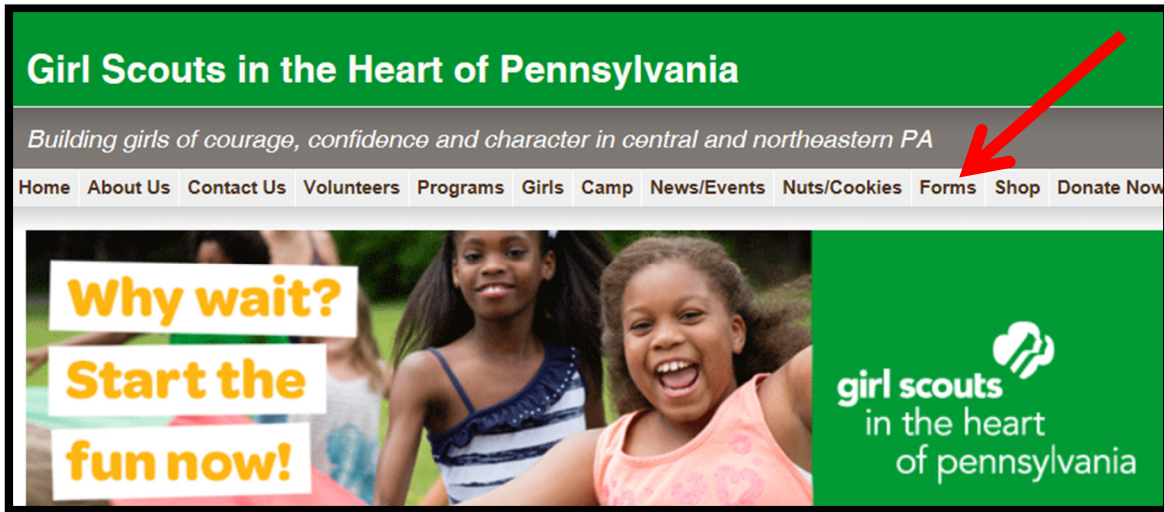 Girl Scouts in the Heart of Pennsylvania
Building girls of courage, confidence and character in central and northeastern PA
Home About Us Contact Us Volunteers Programs Girls Camp News/Events Nuts/Cookies Forms Shop Donate Now
Why wait?
Start the
fun now!
girl scouts
in the heart
of pennsylvania